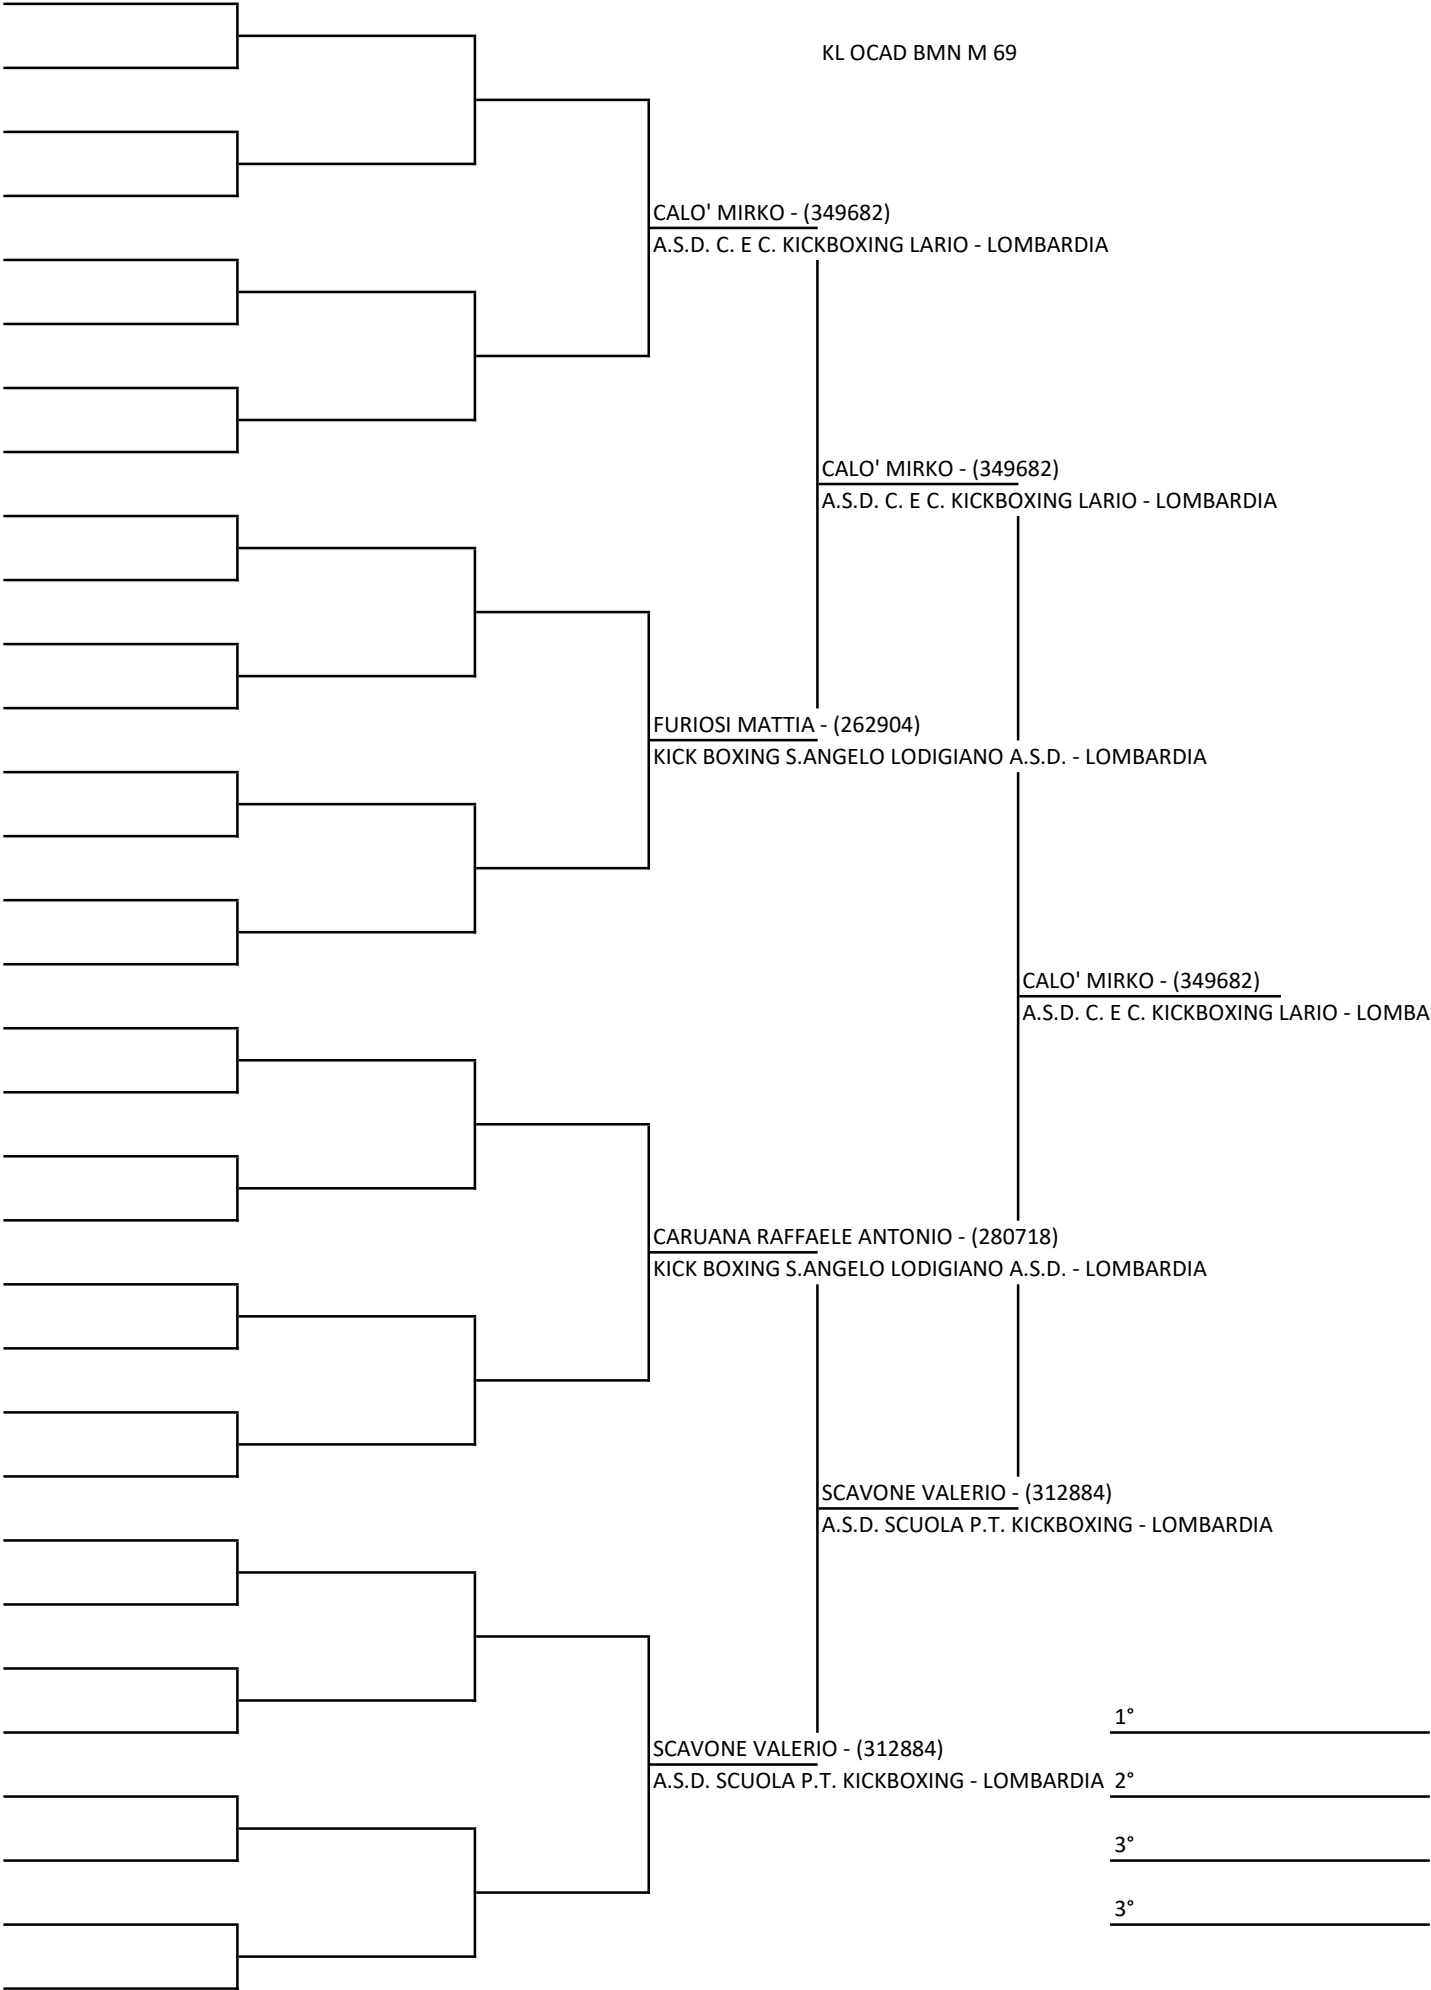 KL OCAD BMN M 69
CALO' MIRKO - (349682)
A.S.D. C. E C. KICKBOXING LARIO - LOMBARDIA
CALO' MIRKO - (349682)
A.S.D. C. E C. KICKBOXING LARIO - LOMBARDIA
FURIOSI MATTIA - (262904)
KICK BOXING S.ANGELO LODIGIANO A.S.D. - LOMBARDIA
CALO' MIRKO - (349682)
A.S.D. C. E C. KICKBOXING LARIO - LOMBA
CARUANA RAFFAELE ANTONIO - (280718)
KICK BOXING S.ANGELO LODIGIANO A.S.D. - LOMBARDIA
SCAVONE VALERIO - (312884)
A.S.D. SCUOLA P.T. KICKBOXING - LOMBARDIA
1°
SCAVONE VALERIO - (312884)
A.S.D. SCUOLA P.T. KICKBOXING - LOMBARDIA 2°
3°
3°